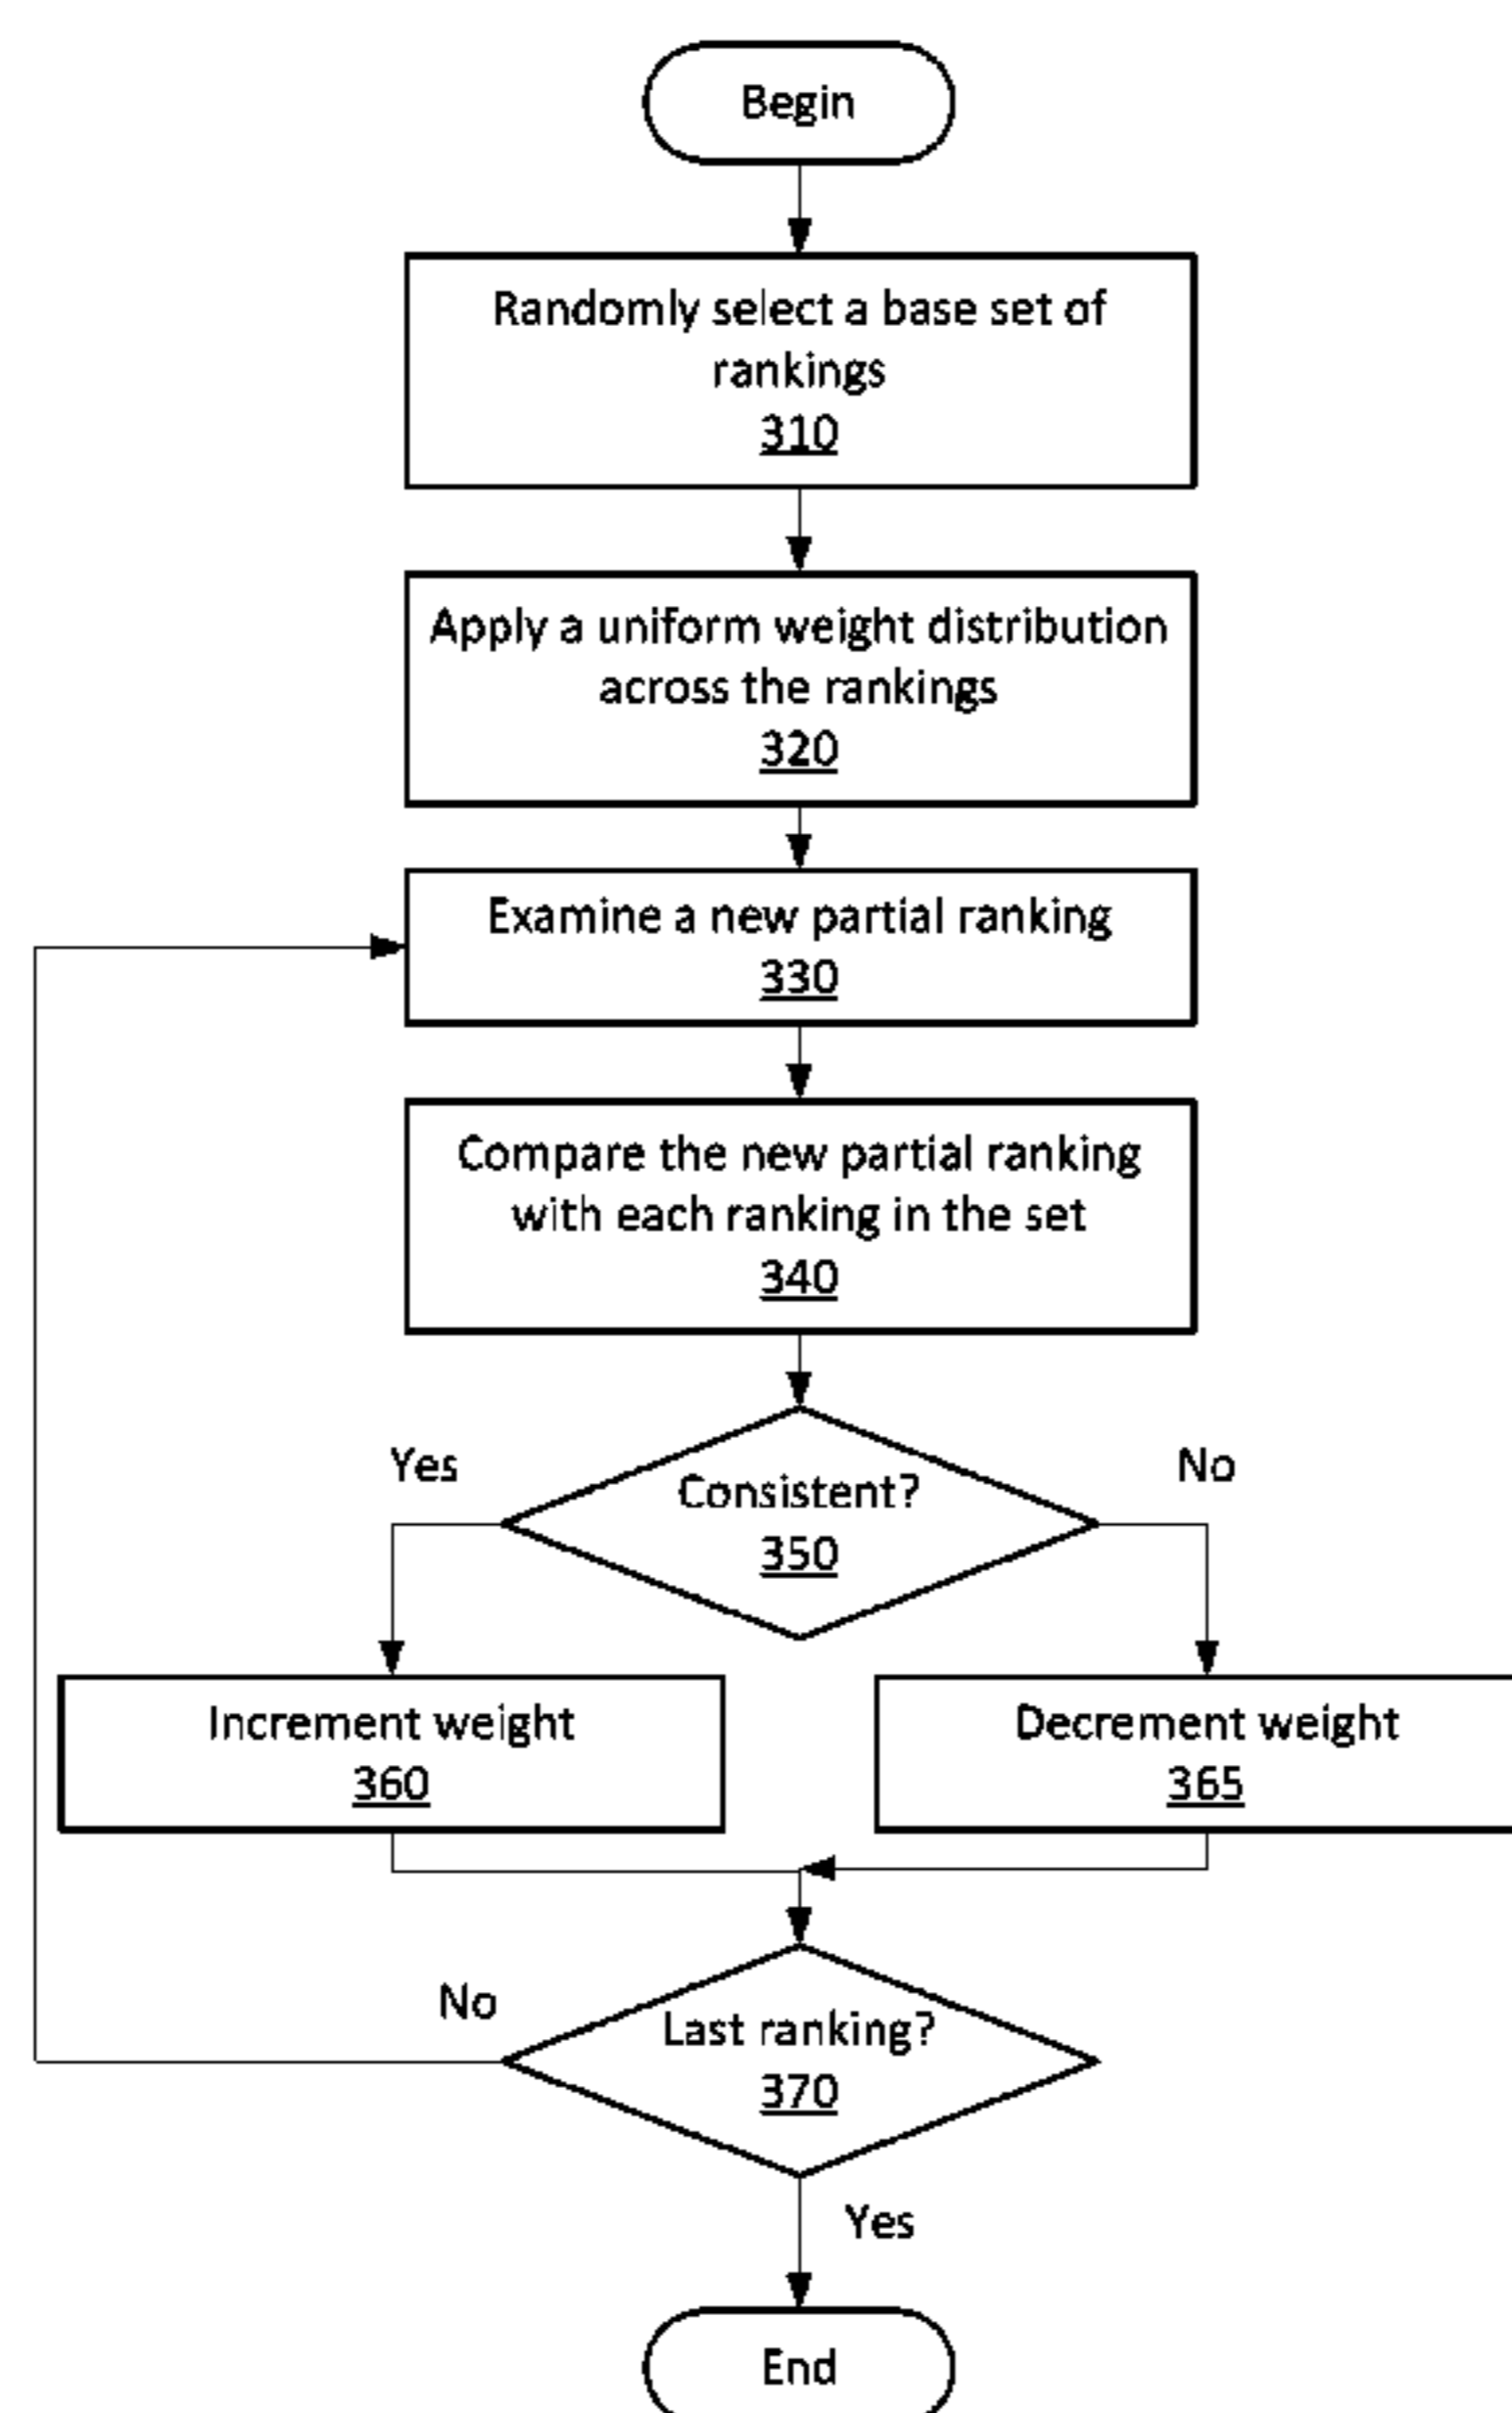 Begin
Randomly select a base set of
rankings
310
Apply a uniform weight distribution
across the rankings
320
Examine a new partial ranking
330
Compare the new partial ranking
with each ranking in the set
340
Yes
No
Consistent?
350
Increment weight
360
Decrement weight
365
No
Last ranking?
370
Yes
End